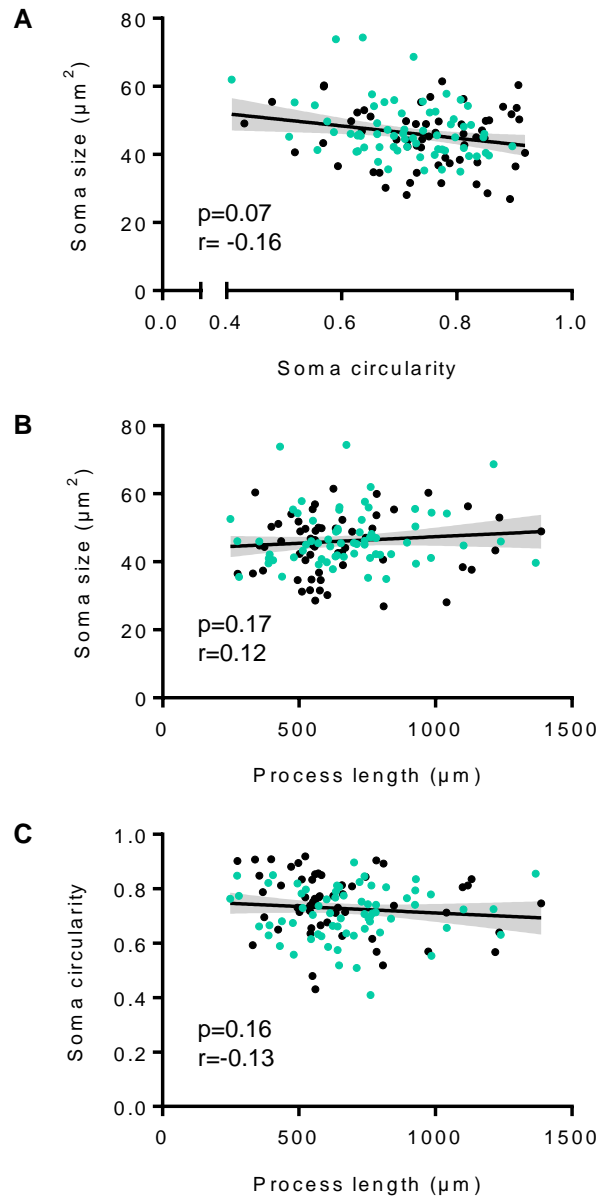 A
80
60
40
20
0
Soma size (µm²)
p=0.07
r= -0.16
0.0 0.4 0.6 0.8 1.0
Soma circularity
B
80
60
40
20
0
Soma size (µm²)
p=0.17
r=0.12
0 500 1000 1500
Process length (µm)
C
1.0
0.8
0.6
0.4
0.2
0.0
Soma circularity
p=0.16
r=-0.13
0 500 1000 1500
Process length (µm)